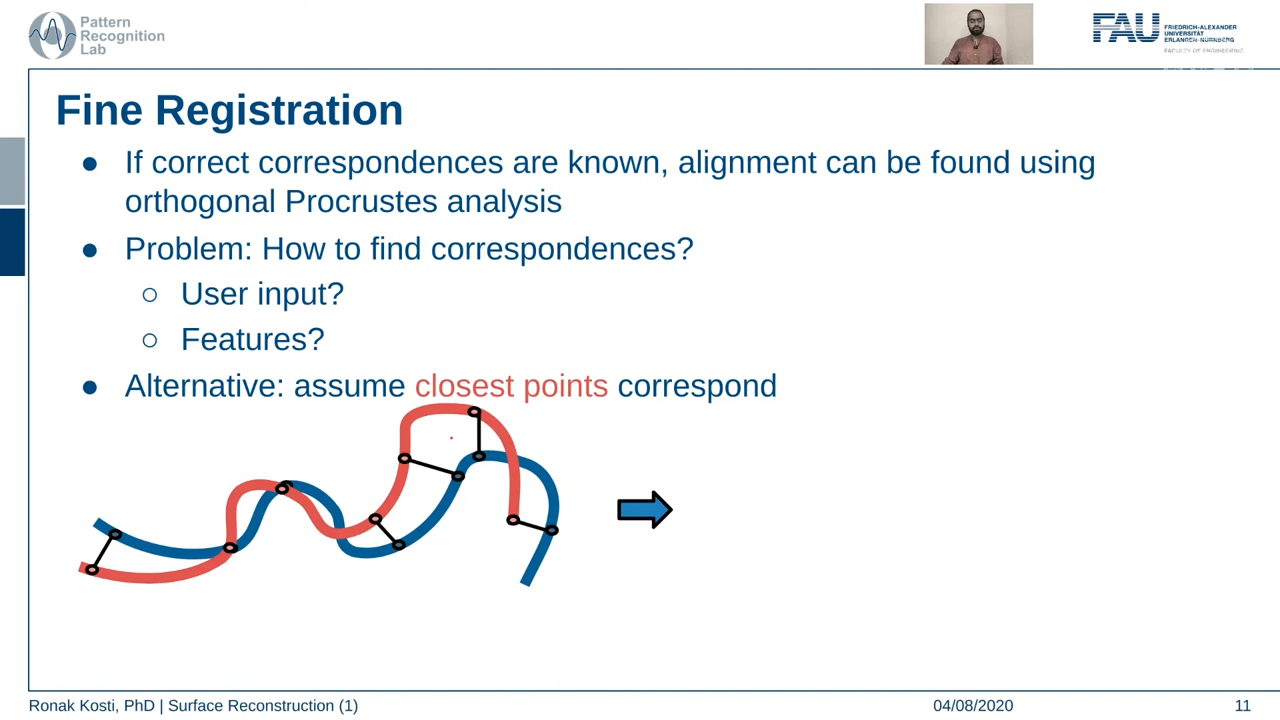 Pattern
Recognition
Lab
FAU
FRIEDRICH-ALEXANDER
UNIVERSITÄT
ERLANGEN-NÜRNBERG
FACULTY OF ENGINEERING
Fine Registration
● If correct correspondences are known, alignment can be found using
orthogonal Procrustes analysis
● Problem: How to find correspondences?
○ User input?
○ Features?
● Alternative: assume closest points correspond
Ronak Kosti, PhD | Surface Reconstruction (1)
04/08/2020
11